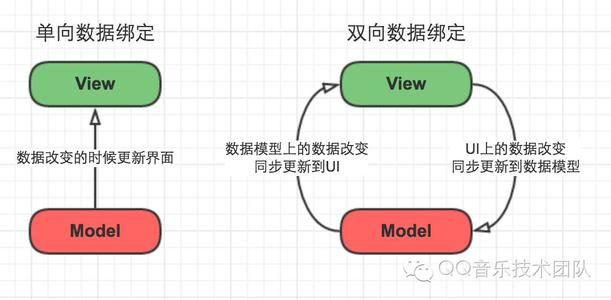 单向数据绑定
View
数据改变的时候更新界面
Model
双向数据绑定
View
数据模型上的数据改变
同步更新到UI
UI上的数据改变
同步更新到数据模型
Model
QQ音乐技术团队